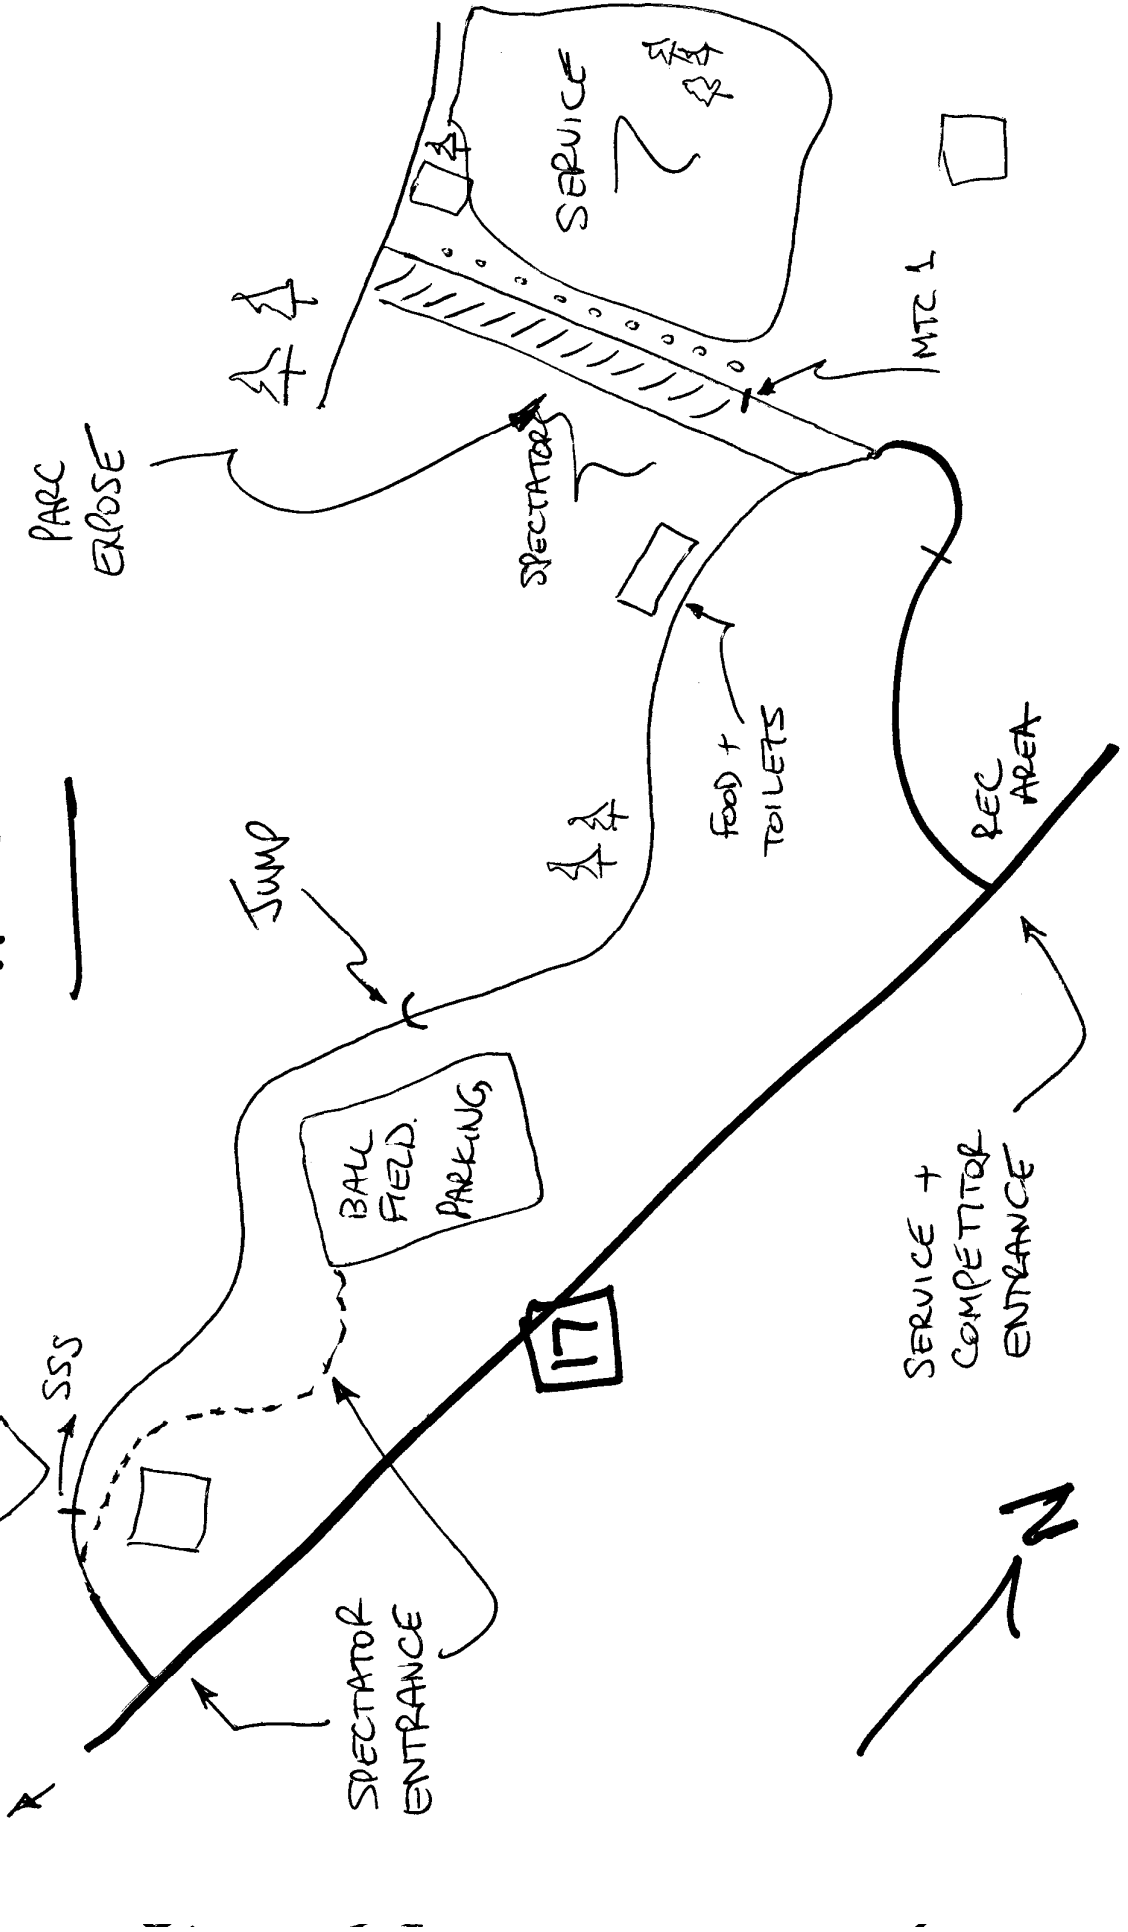 PARC
EXPOSE
SERVICE
SPECTATOR
MTC 1
JUMP
FOOD +
TOILETS
REC
AREA
BALL
FIELD.
PARKING
SSS
17
SERVICE +
COMPETITOR
ENTRANCE
SPECTATOR
ENTRANCE
N